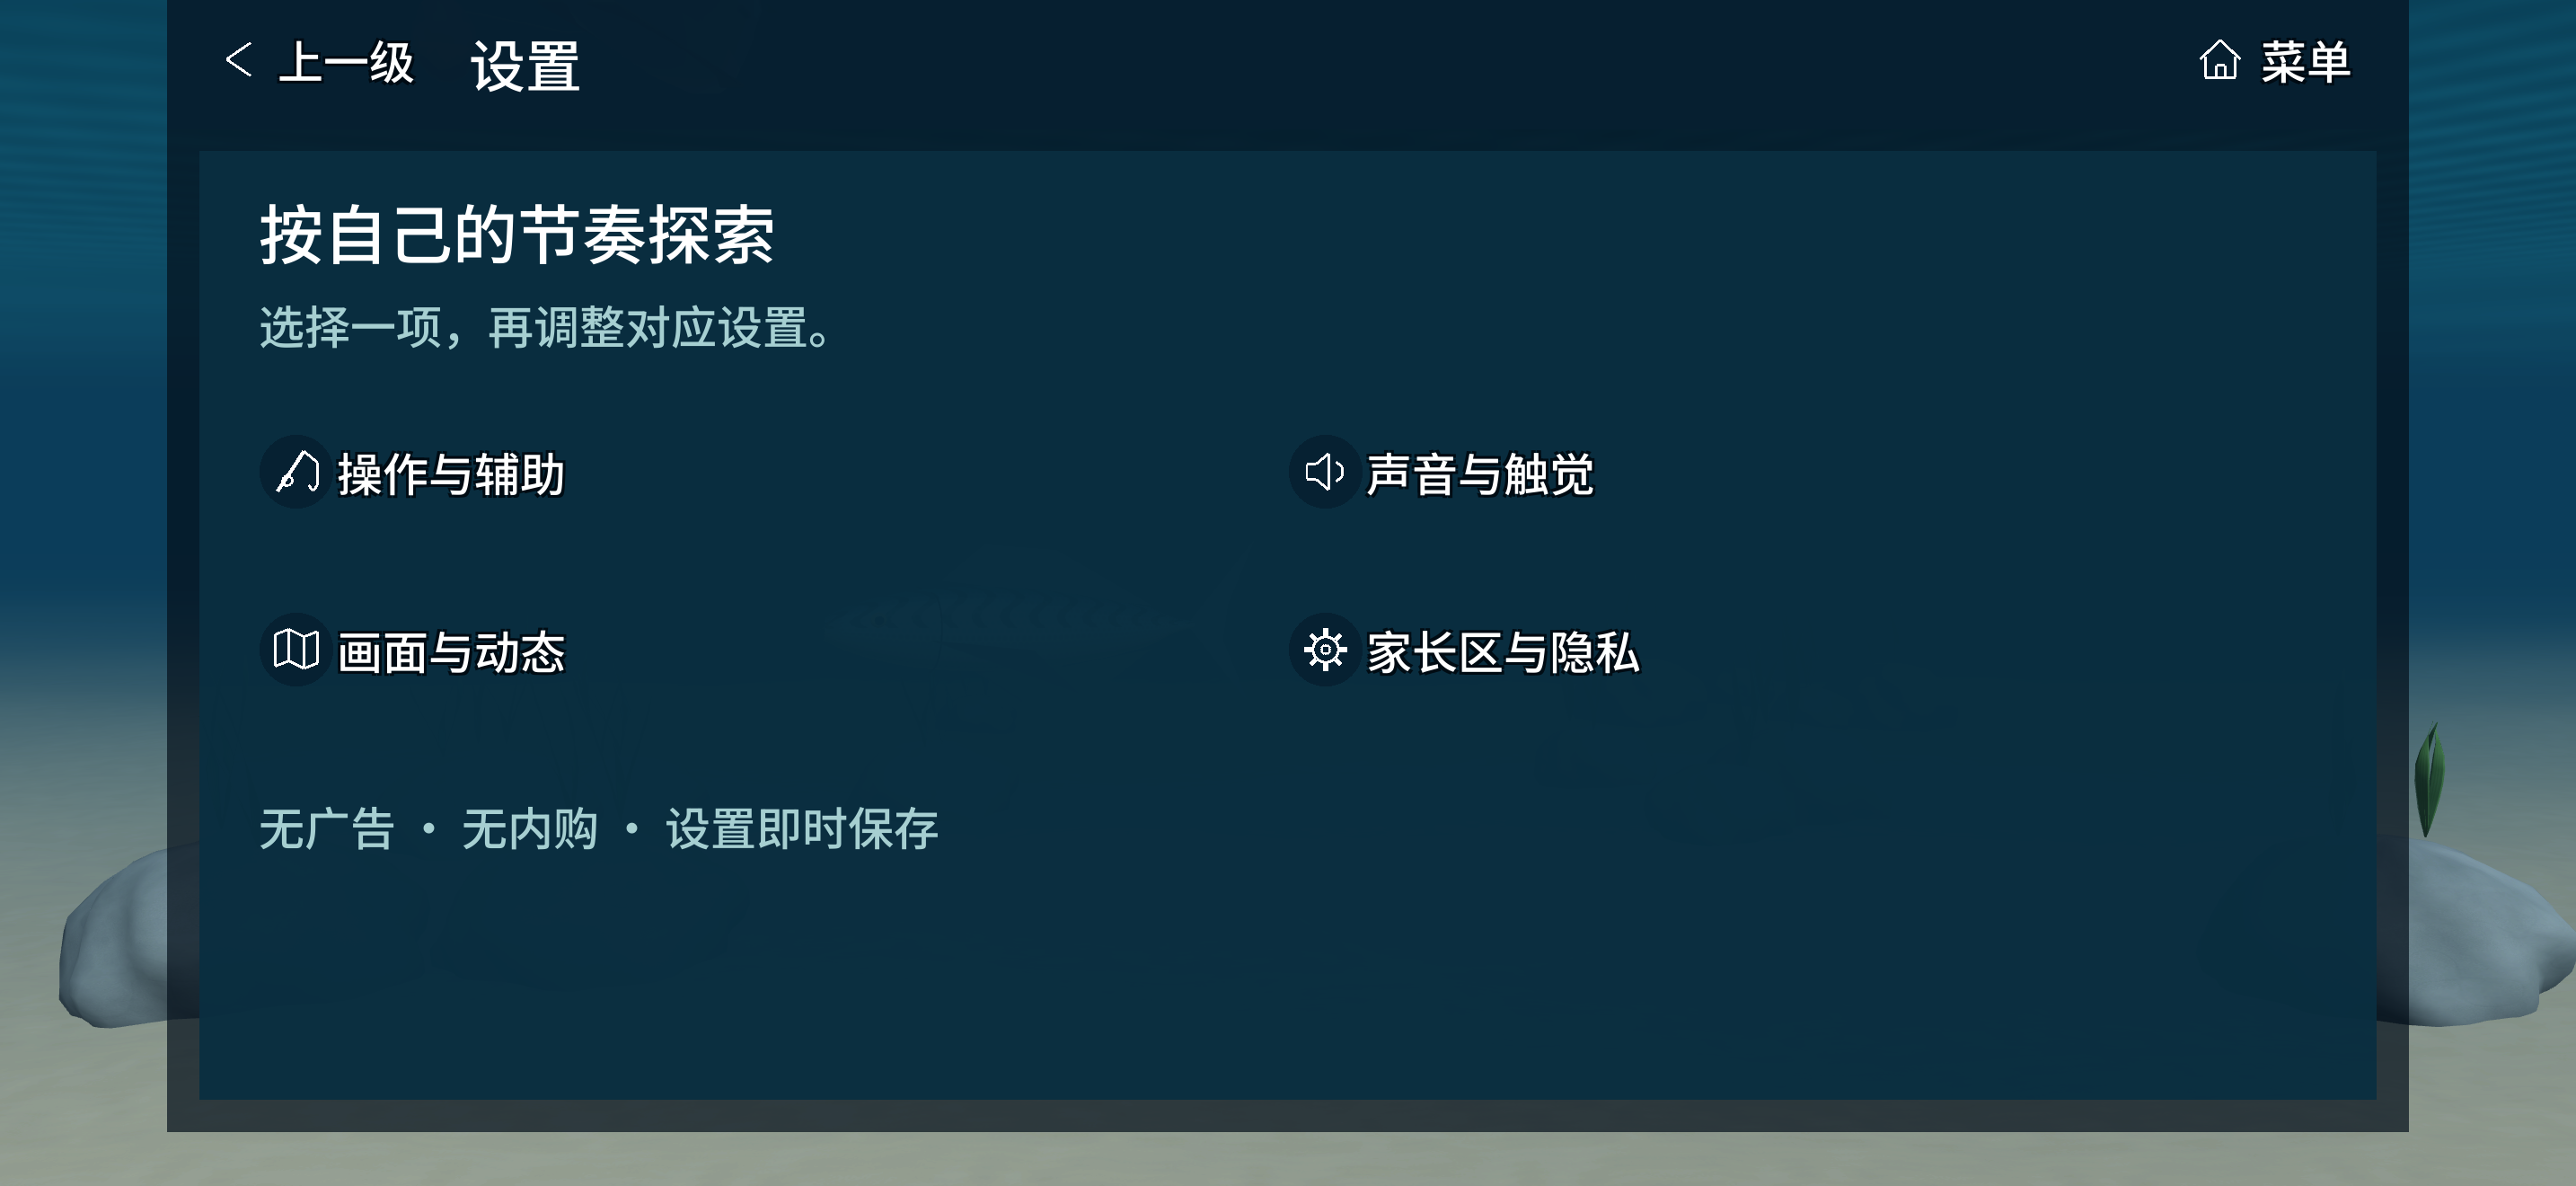 上一级 设置 菜单
按自己的节奏探索
选择一项，再调整对应设置。
操作与辅助 声音与触觉
画面与动态 家长区与隐私
无广告 • 无内购 • 设置即时保存